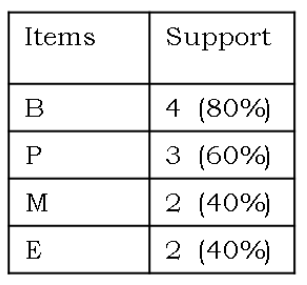 Items Support
B 4 (80%)
P 3 (60%)
M 2 (40%)
E 2 (40%)